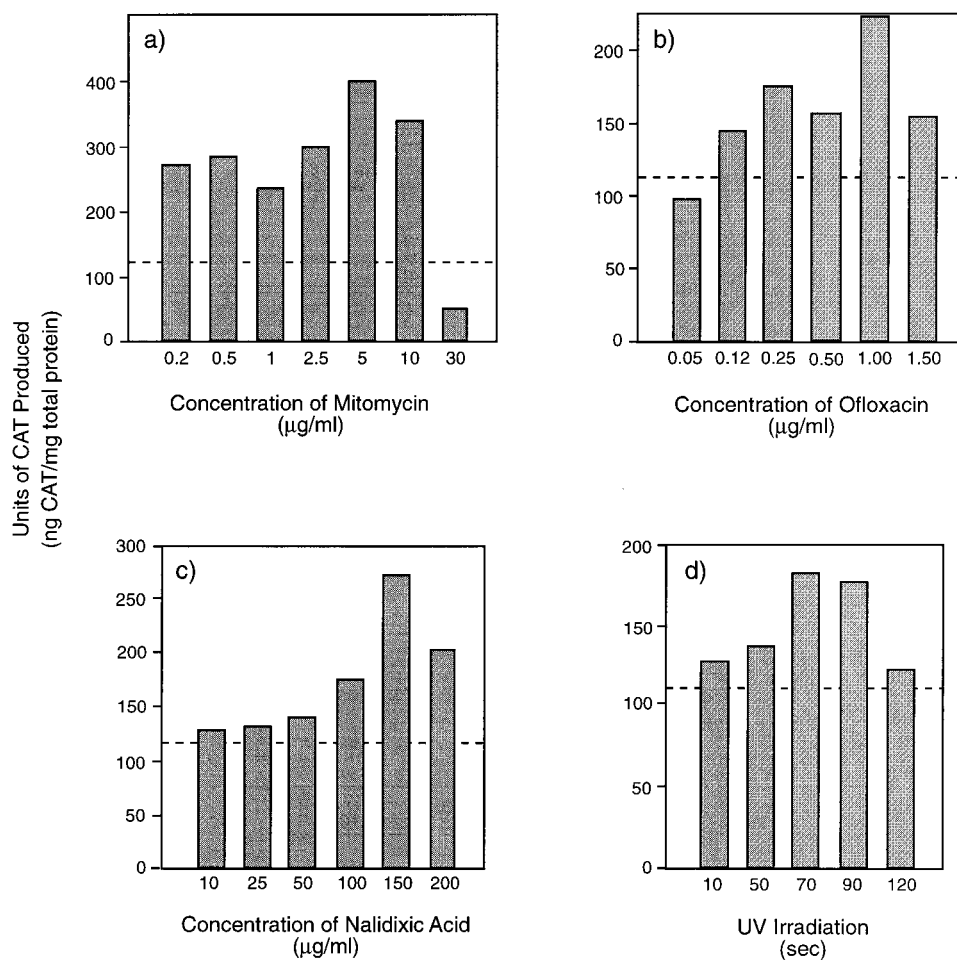 a)
400
300
200
100
0
0.2 0.5 1 2.5 5 10 30
Concentration of Mitomycin
(µg/ml)
b)
200
150
100
50
0
0.05 0.12 0.25 0.50 1.00 1.50
Concentration of Ofloxacin
(µg/ml)
Units of CAT Produced
(ng CAT/mg total protein)
c)
300
250
200
150
100
50
0
10 25 50 100 150 200
Concentration of Nalidixic Acid
(µg/ml)
d)
200
150
100
50
0
10 50 70 90 120
UV Irradiation
(sec)